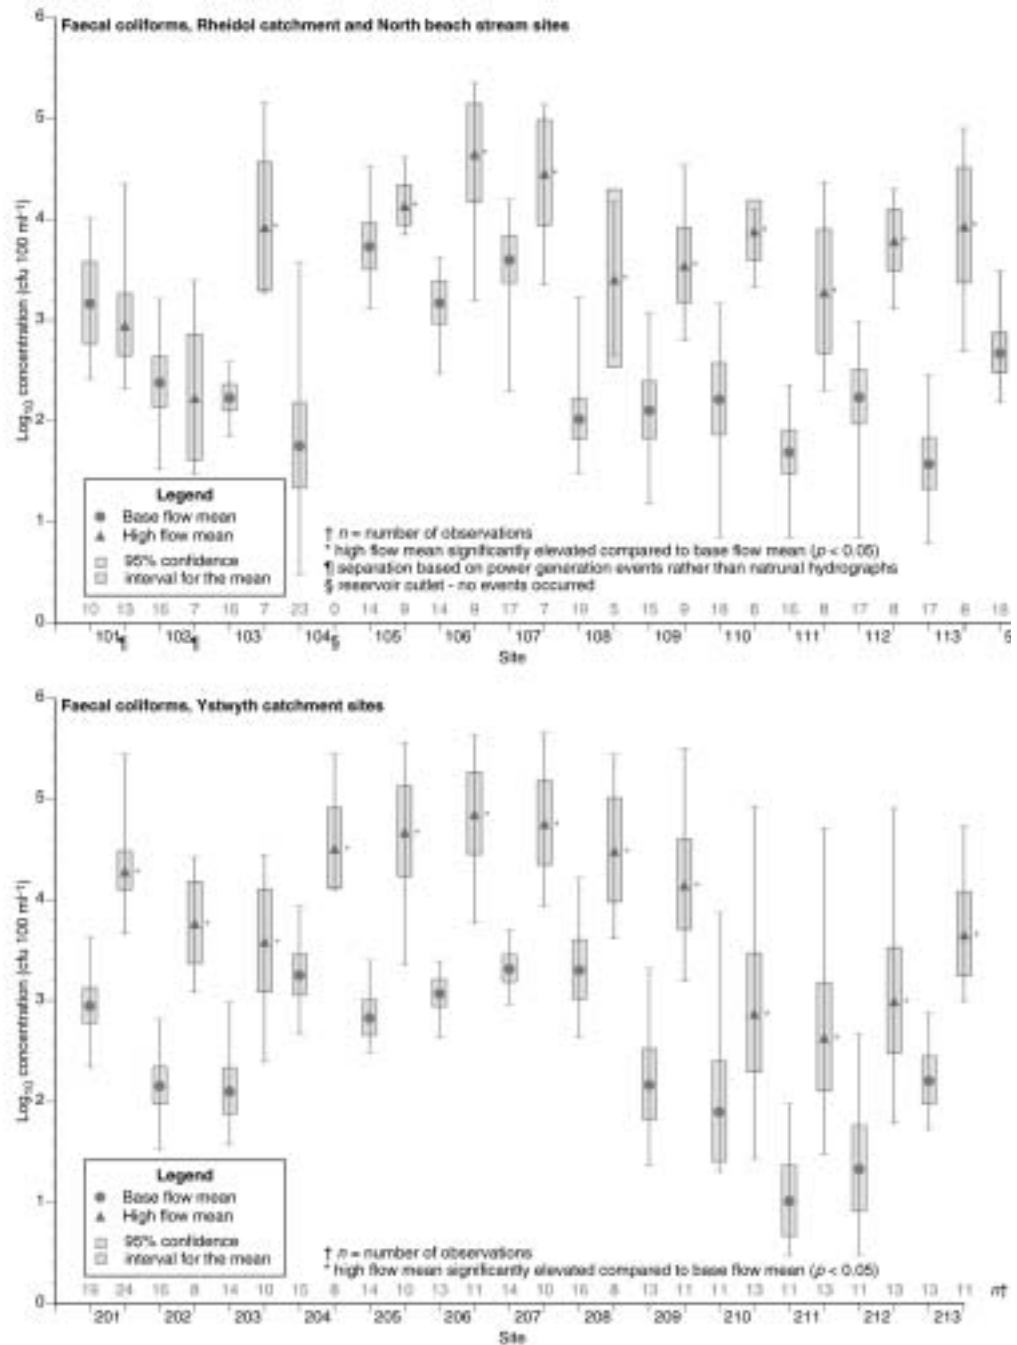 Faecal coliforms, Rheidol catchment and North beach stream sites
6
5
4
3
2
1
0
Log10 concentration (cfu 100 ml⁻¹)
Legend
Base flow mean
High flow mean
95% confidence
interval for the mean
† n = number of observations
* high flow mean significantly elevated compared to base flow mean (p < 0.05)
¶ separation based on power generation events rather than natrural hydrographs
§ reservoir outlet - no events occurred
10 13 16 7 16 7 23 0 14 9 14 9 17 7 19 5 15 9 18 6 16 8 17 8 17 8 18
101¶ 102¶ 103 104§ 105 106 107 108 109 110 111 112 113
Site
Faecal coliforms, Ystwyth catchment sites
6
5
4
3
2
1
0
Log10 concentration (cfu 100 ml⁻¹)
Legend
Base flow mean
High flow mean
95% confidence
interval for the mean
† n = number of observations
* high flow mean significantly elevated compared to base flow mean (p < 0.05)
19 24 16 8 14 10 15 8 14 10 13 11 14 10 16 8 13 11 11 13 11 13 11 13 13 11 n†
201 202 203 204 205 206 207 208 209 210 211 212 213
Site